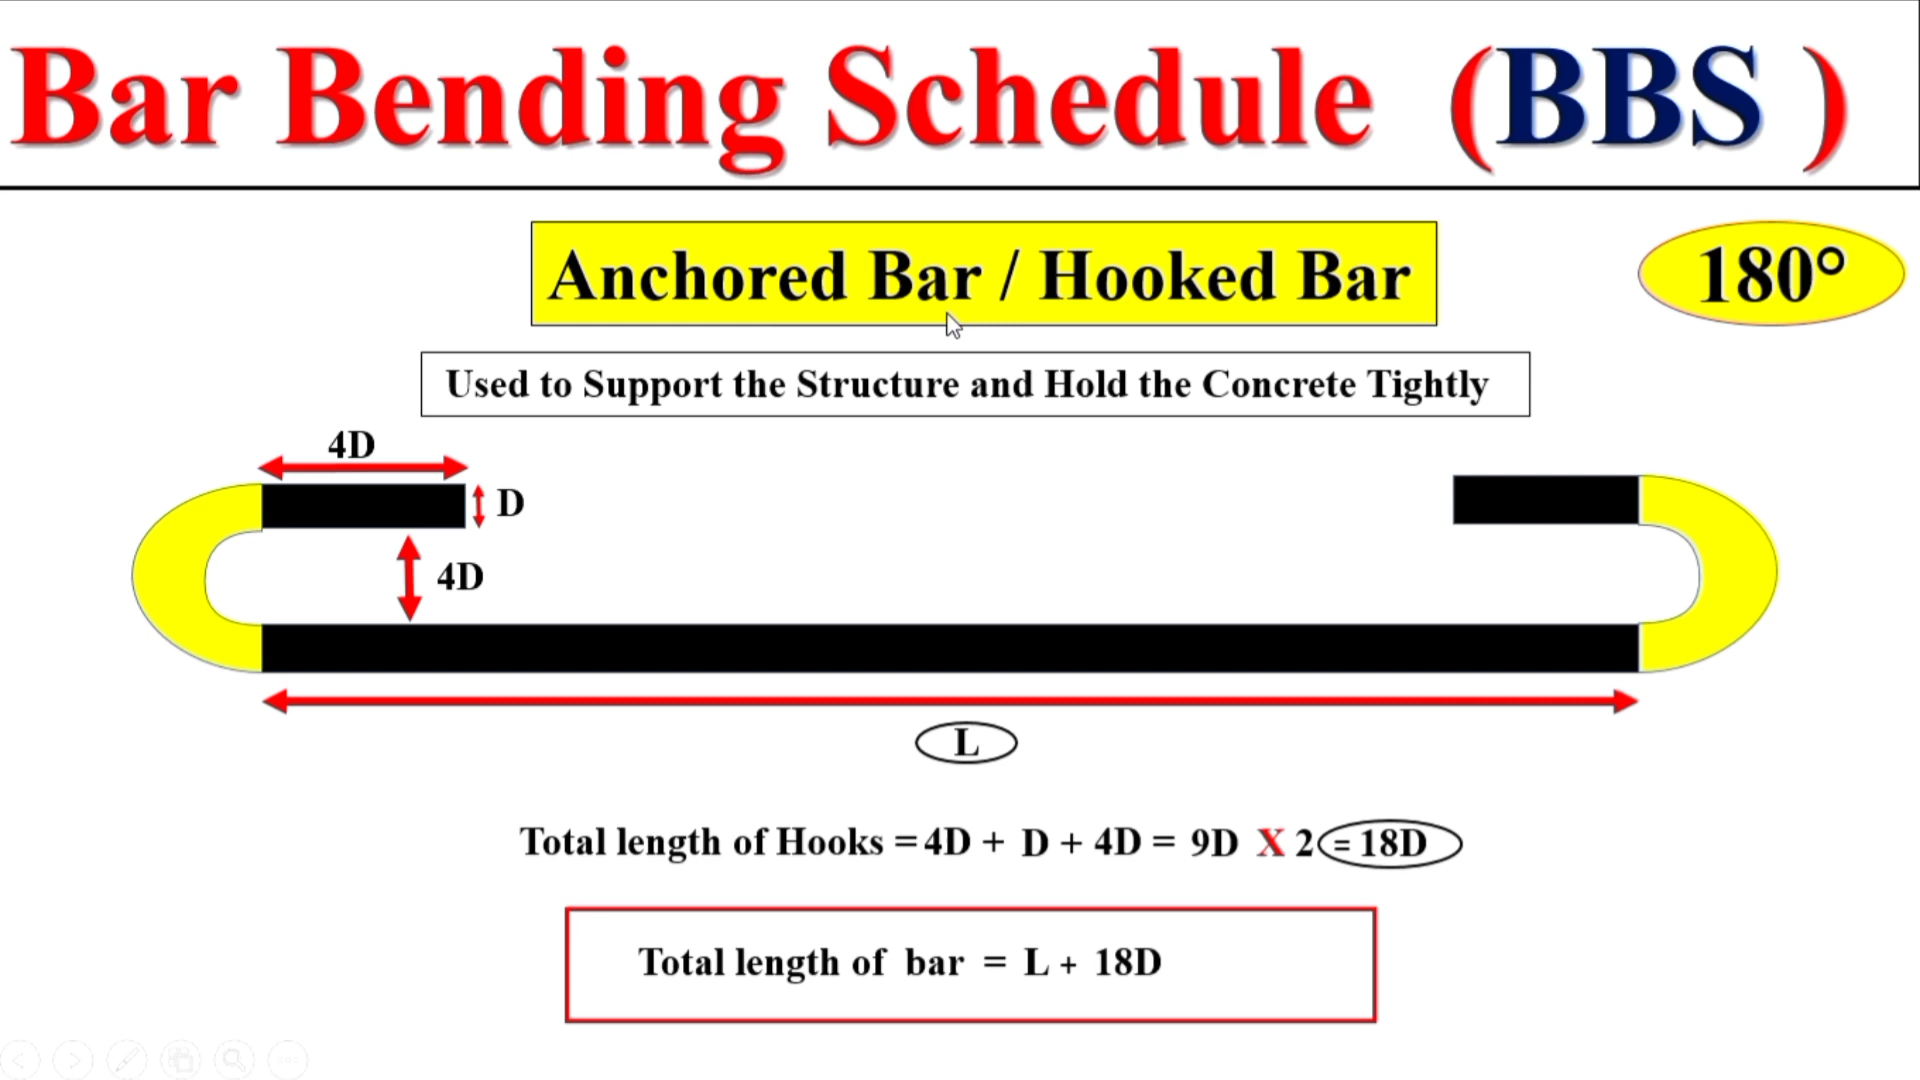 Bar Bending Schedule (BBS )
Anchored Bar / Hooked Bar
180°
Used to Support the Structure and Hold the Concrete Tightly
4D
D
4D
L
Total length of Hooks = 4D + D + 4D = 9D X 2 = 18D
Total length of bar = L + 18D